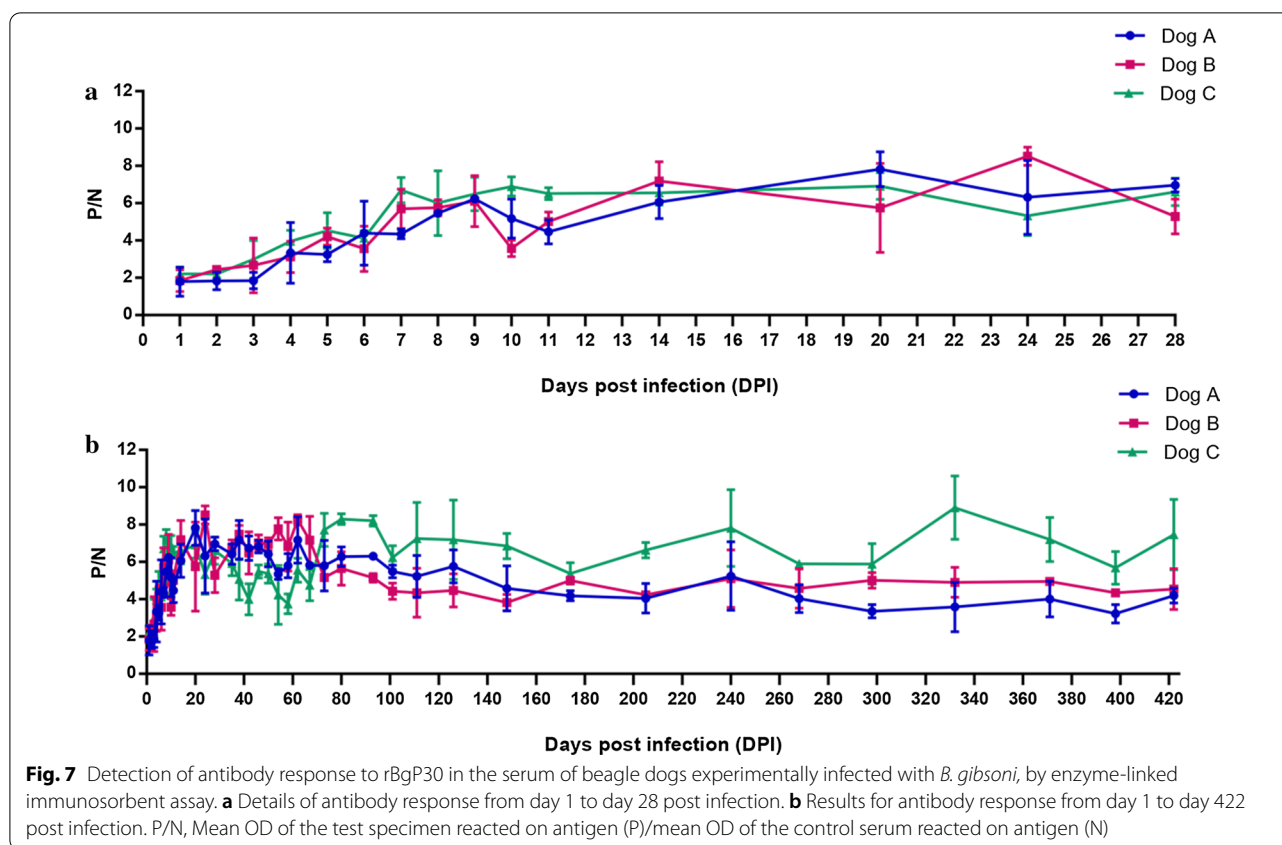 Dog A
Dog B
Dog C
a
12
10
8
6
4
2
0
P/N
0 1 2 3 4 5 6 7 8 9 10 11 12 13 14 15 16 17 18 19 20 21 22 23 24 25 26 27 28
Days post infection (DPI)
Dog A
Dog B
Dog C
b
12
10
8
6
4
2
0
P/N
0 20 40 60 80 100 120 140 160 180 200 220 240 260 280 300 320 340 360 380 400 420
Days post infection (DPI)
Fig. 7 Detection of antibody response to rBgP30 in the serum of beagle dogs experimentally infected with B. gibsoni, by enzyme-linked
immunosorbent assay. a Details of antibody response from day 1 to day 28 post infection. b Results for antibody response from day 1 to day 422
post infection. P/N, Mean OD of the test specimen reacted on antigen (P)/mean OD of the control serum reacted on antigen (N)